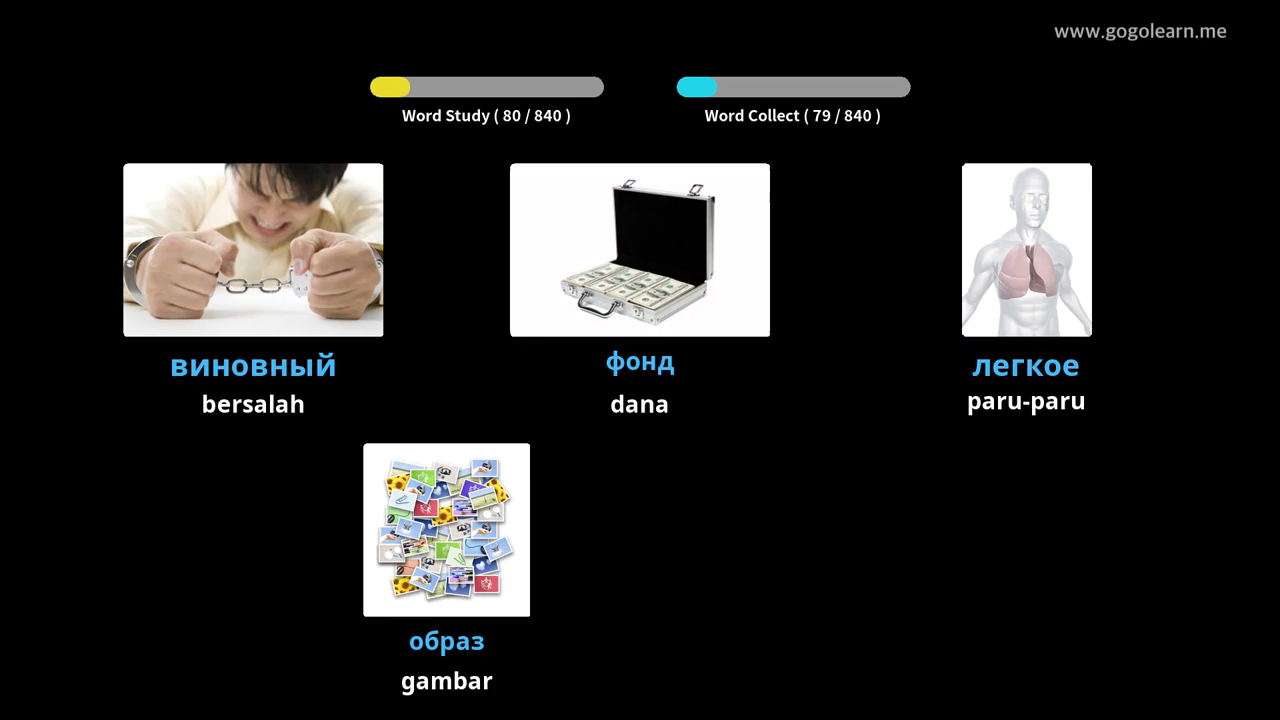 www.gogolearn.me
Word Study ( 80 / 840 )
Word Collect ( 79 / 840 )
виновный
bersalah
фонд
dana
легкое
paru-paru
образ
gambar